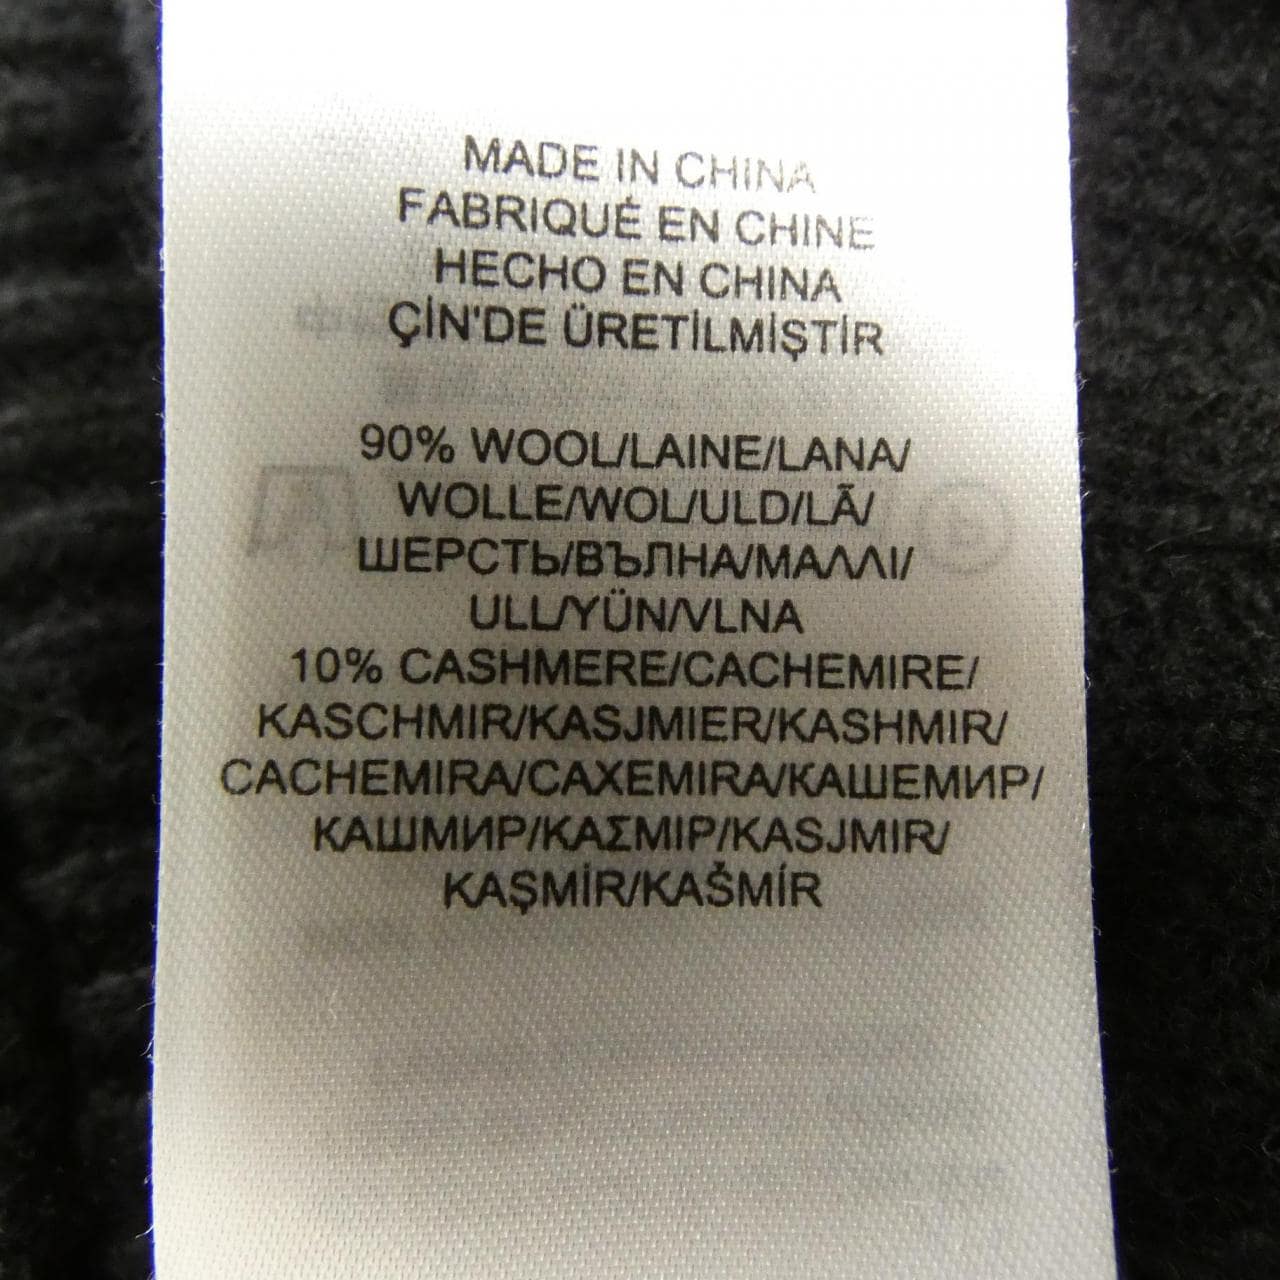 MADE IN CHINA
FABRIQUÉ EN CHINE
HECHO EN CHINA
ÇİN'DE ÜRETİLMİŞTİR
90% WOOL/LAINE/LANA/
WOLLE/WOL/ULD/LÃ/
ШЕРСТЬ/ВЪЛНА/ΜΑΛΛΙ/
ULL/YÜN/VLNA
10% CASHMERE/CACHEMIRE/
KASCHMIR/KASJMIER/KASHMIR/
CACHEMIRA/CAXEMIRA/КАШЕМИР/
КАШМИР/ΚΑΣΜΙΡ/KASJMIR/
KAŞMİR/KAŠMÍR